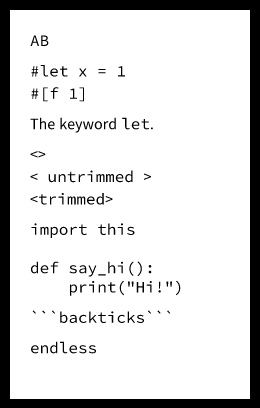 AB
#let x = 1
#[f 1]
The keyword let.
<>
< untrimmed >
<trimmed>
import this
def say_hi():
    print("Hi!")
```backticks```
endless